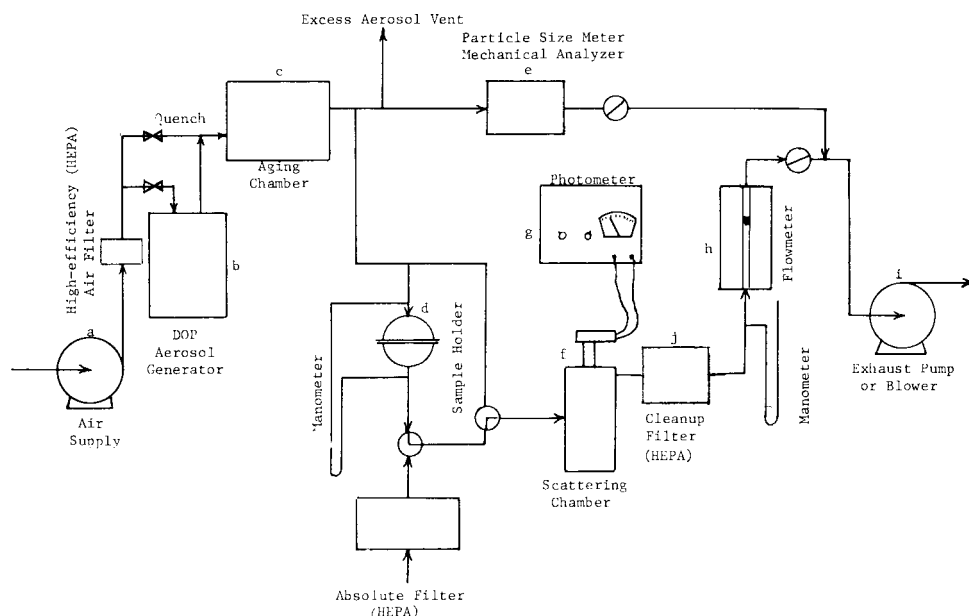 Excess Aerosol Vent
Particle Size Meter
Mechanical Analyzer
e
c
Quench
Aging
Chamber
High-efficiency (HEPA)
Air Filter
b
DOP
Aerosol
Generator
a
Air
Supply
Photometer
g
d
Sample Holder
Manometer
f
j
Cleanup
Filter
(HEPA)
Scattering
Chamber
h
Flowmeter
Manometer
i
Exhaust Pump
or Blower
Absolute Filter
(HEPA)